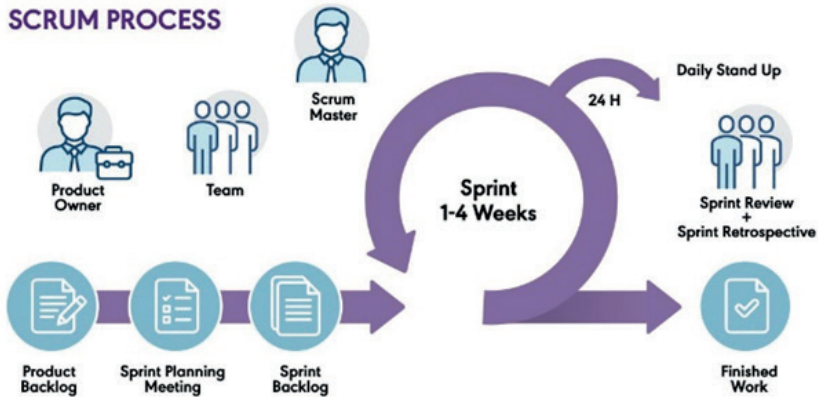 SCRUM PROCESS
Scrum
Master
Product
Owner
Team
Daily Stand Up
24 H
Sprint
1-4 Weeks
Sprint Review
+
Sprint Retrospective
Product
Backlog
Sprint Planning
Meeting
Sprint
Backlog
Finished
Work